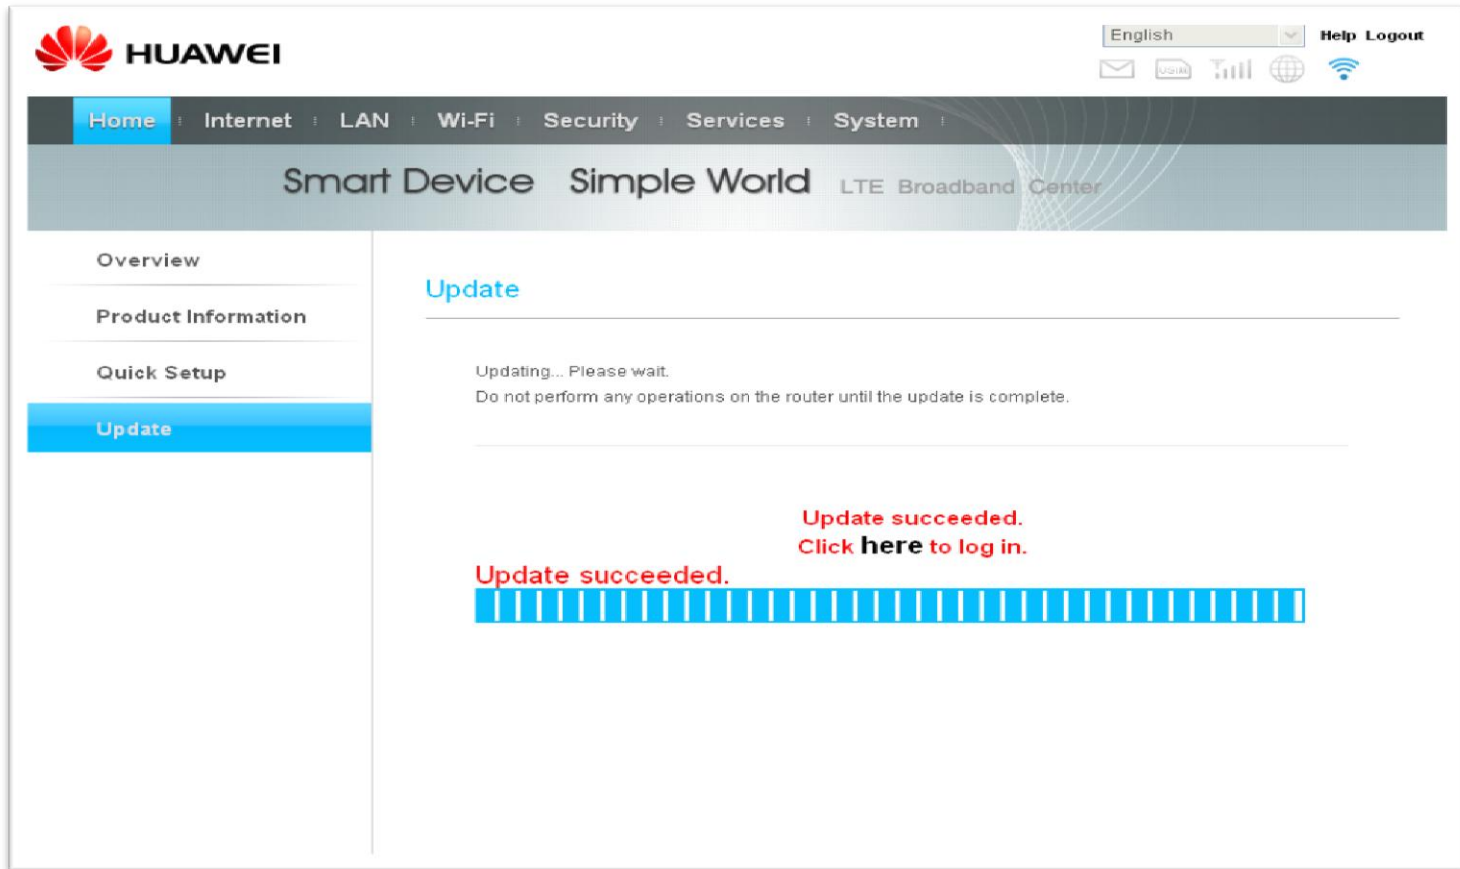 HUAWEI
English
Help Logout
USIM
Home Internet LAN Wi-Fi Security Services System
Smart Device Simple World LTE Broadband Center
Overview
Product Information
Quick Setup
Update
Update
Updating... Please wait.
Do not perform any operations on the router until the update is complete.
Update succeeded.
Click here to log in.
Update succeeded.